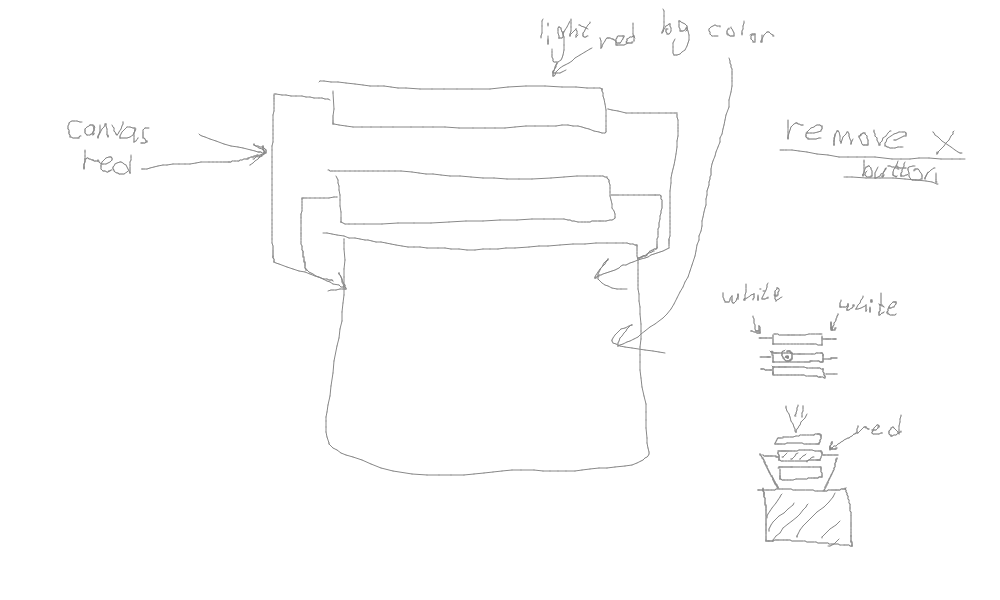 light red bg color
canvas
red
remove X
button
white
white
red